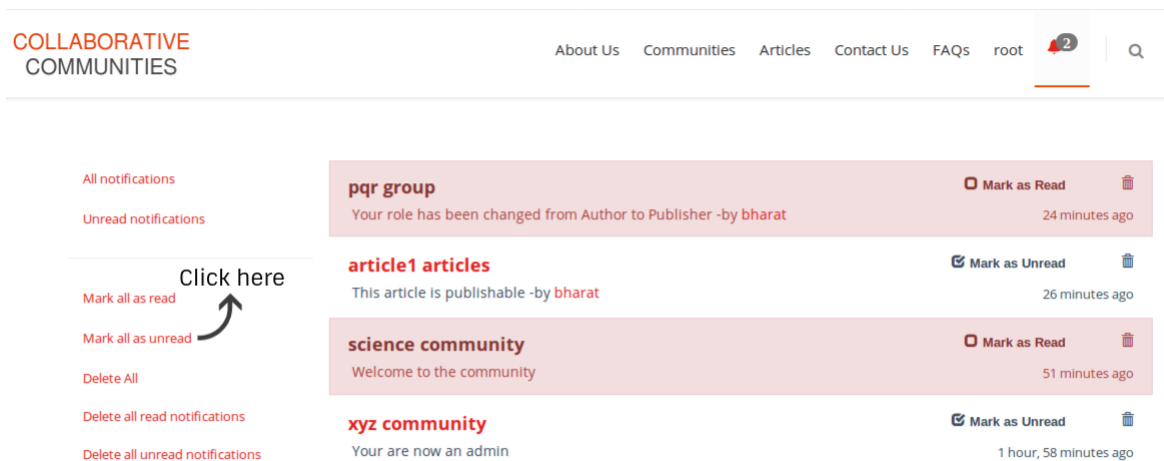 COLLABORATIVE
COMMUNITIES
About Us Communities Articles Contact Us FAQs root 2
All notifications
Unread notifications
Click here
Mark all as read
Mark all as unread
Delete All
Delete all read notifications
Delete all unread notifications
pqr group Mark as Read
Your role has been changed from Author to Publisher -by bharat 24 minutes ago
article1 articles Mark as Unread
This article is publishable -by bharat 26 minutes ago
science community Mark as Read
Welcome to the community 51 minutes ago
xyz community Mark as Unread
Your are now an admin 1 hour, 58 minutes ago